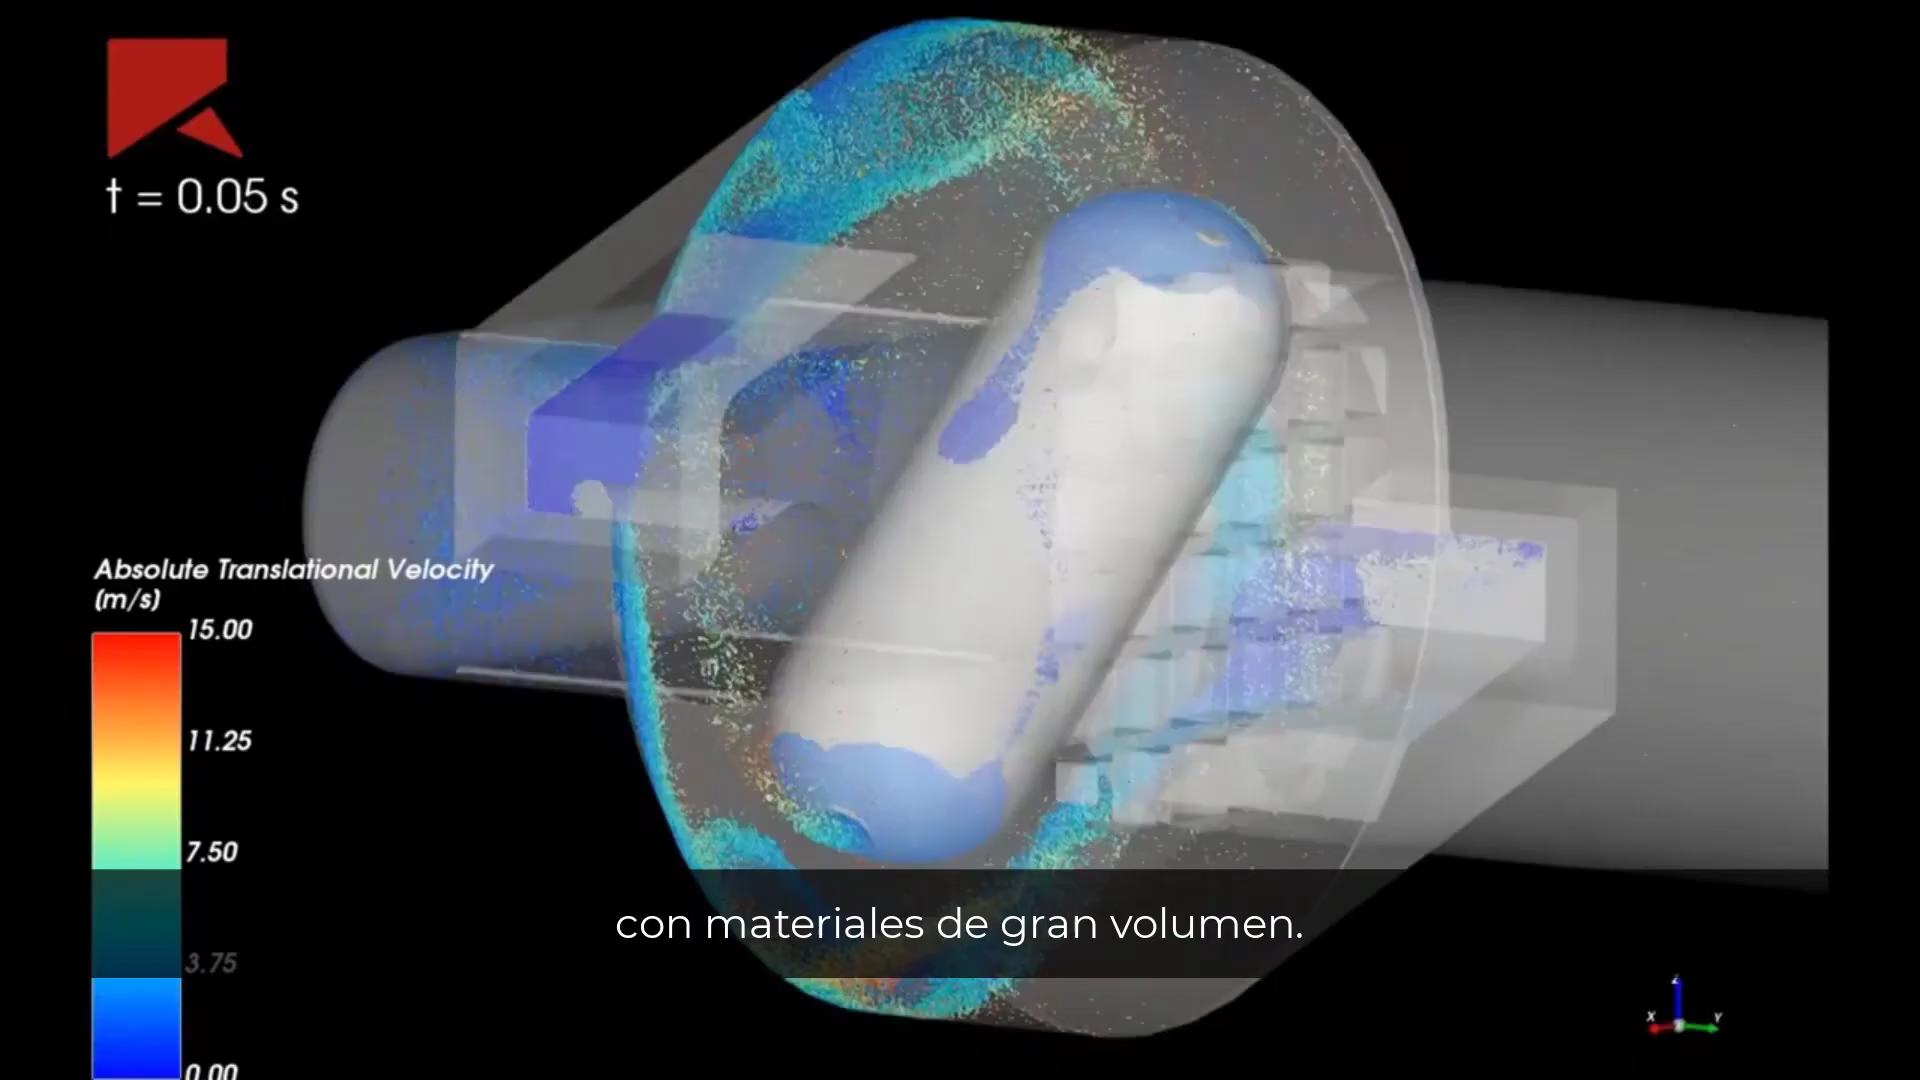 t = 0.05 s
Absolute Translational Velocity
(m/s)
15.00
11.25
7.50
3.75
0.00
con materiales de gran volumen.
Z
X
Y